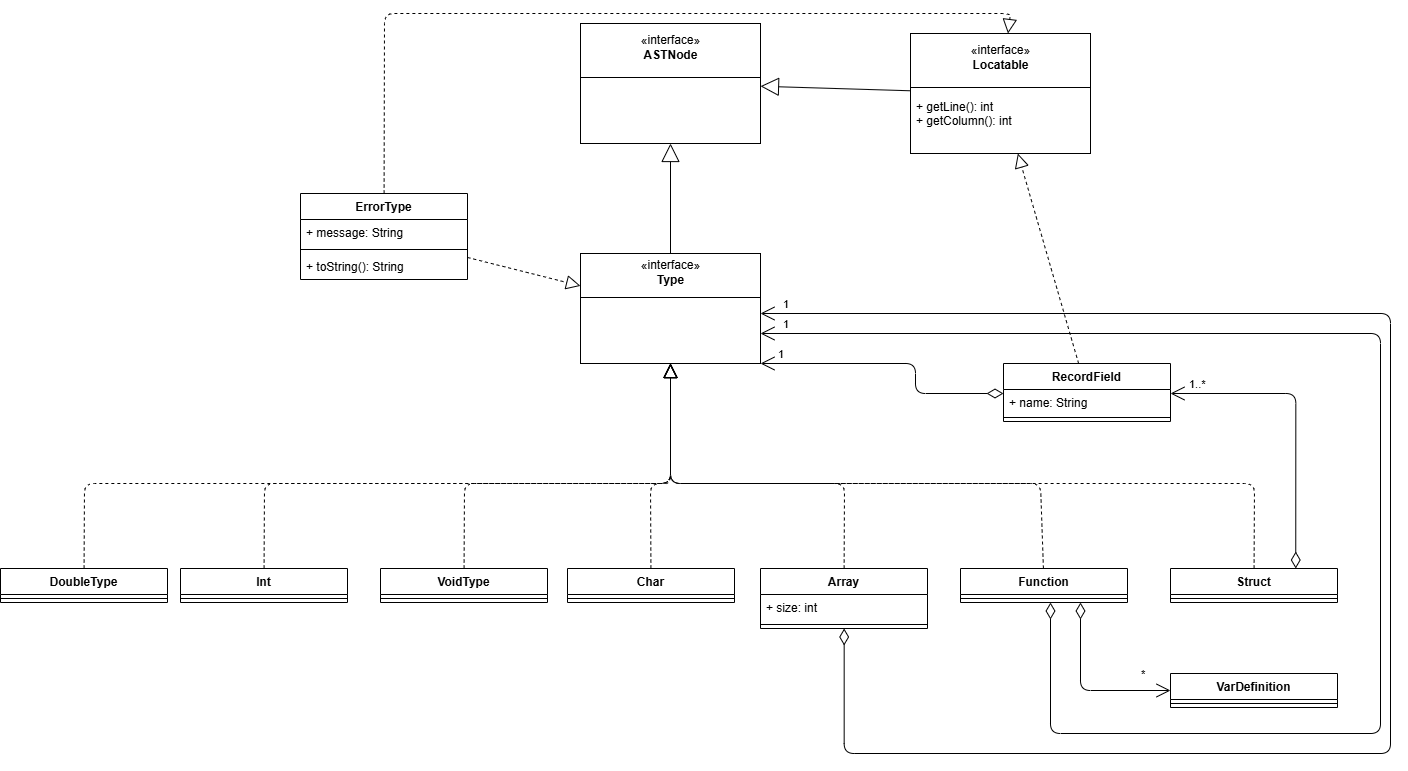 «interface»
ASTNode
«interface»
Locatable
+ getLine(): int
+ getColumn(): int
ErrorType
+ message: String
+ toString(): String
«interface»
Type
1
1
1
RecordField
+ name: String
1..*
DoubleType
Int
VoidType
Char
Array
+ size: int
Function
Struct
*
VarDefinition